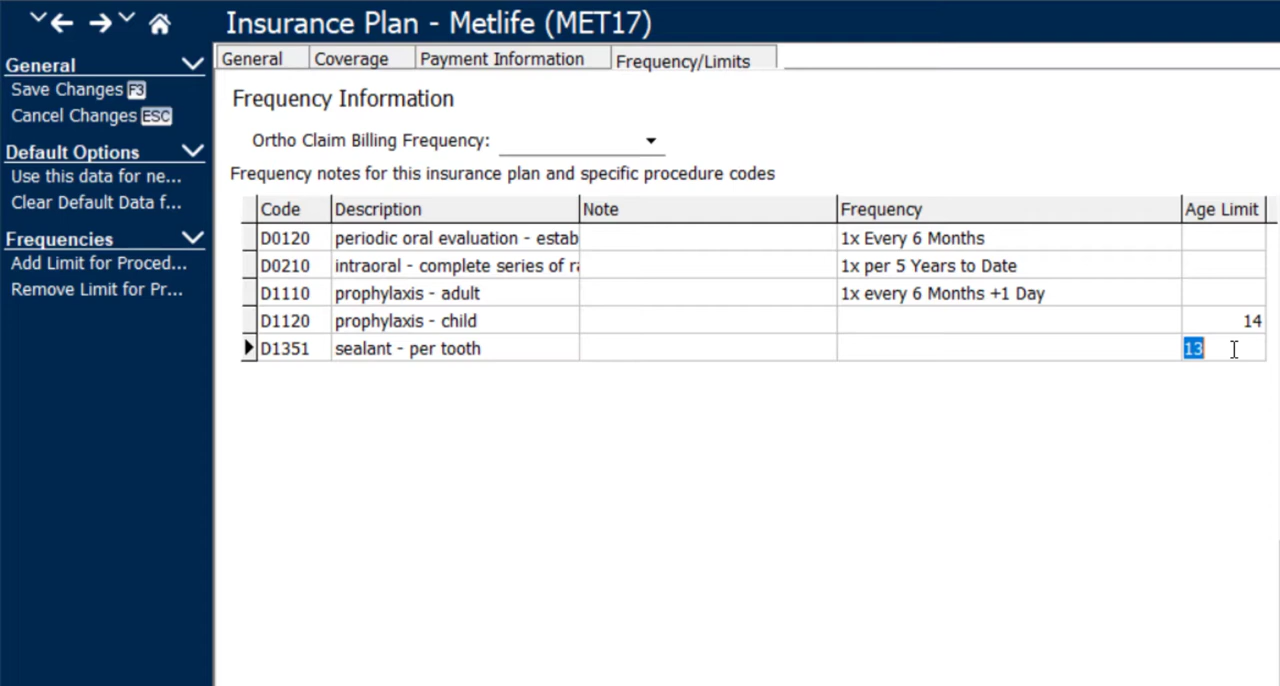 Insurance Plan - Metlife (MET17)
General
Save Changes F3
Cancel Changes ESC
Default Options
Use this data for ne...
Clear Default Data f...
Frequencies
Add Limit for Proced...
Remove Limit for Pr...
General Coverage Payment Information Frequency/Limits
Frequency Information
Ortho Claim Billing Frequency:
Frequency notes for this insurance plan and specific procedure codes
Code Description Note Frequency Age Limit
D0120 periodic oral evaluation - estab 1x Every 6 Months
D0210 intraoral - complete series of ra 1x per 5 Years to Date
D1110 prophylaxis - adult 1x every 6 Months +1 Day
D1120 prophylaxis - child 14
D1351 sealant - per tooth 13